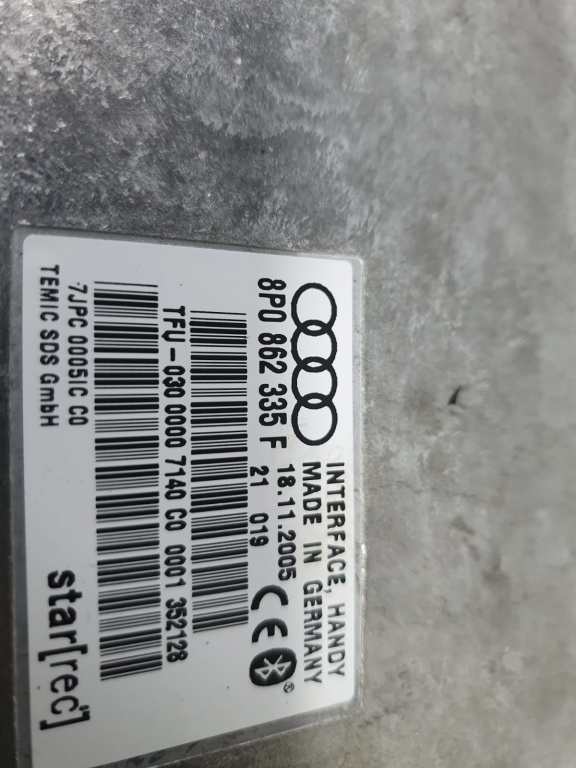 INTERFACE, HANDY
MADE IN GERMANY
8P0 862 335 F 18.11.2005
21 019
TFU-030 0000 7140 C0 0001 352128
7JPC 0005IC C0
TEMIC SDS GmbH
star[rec]